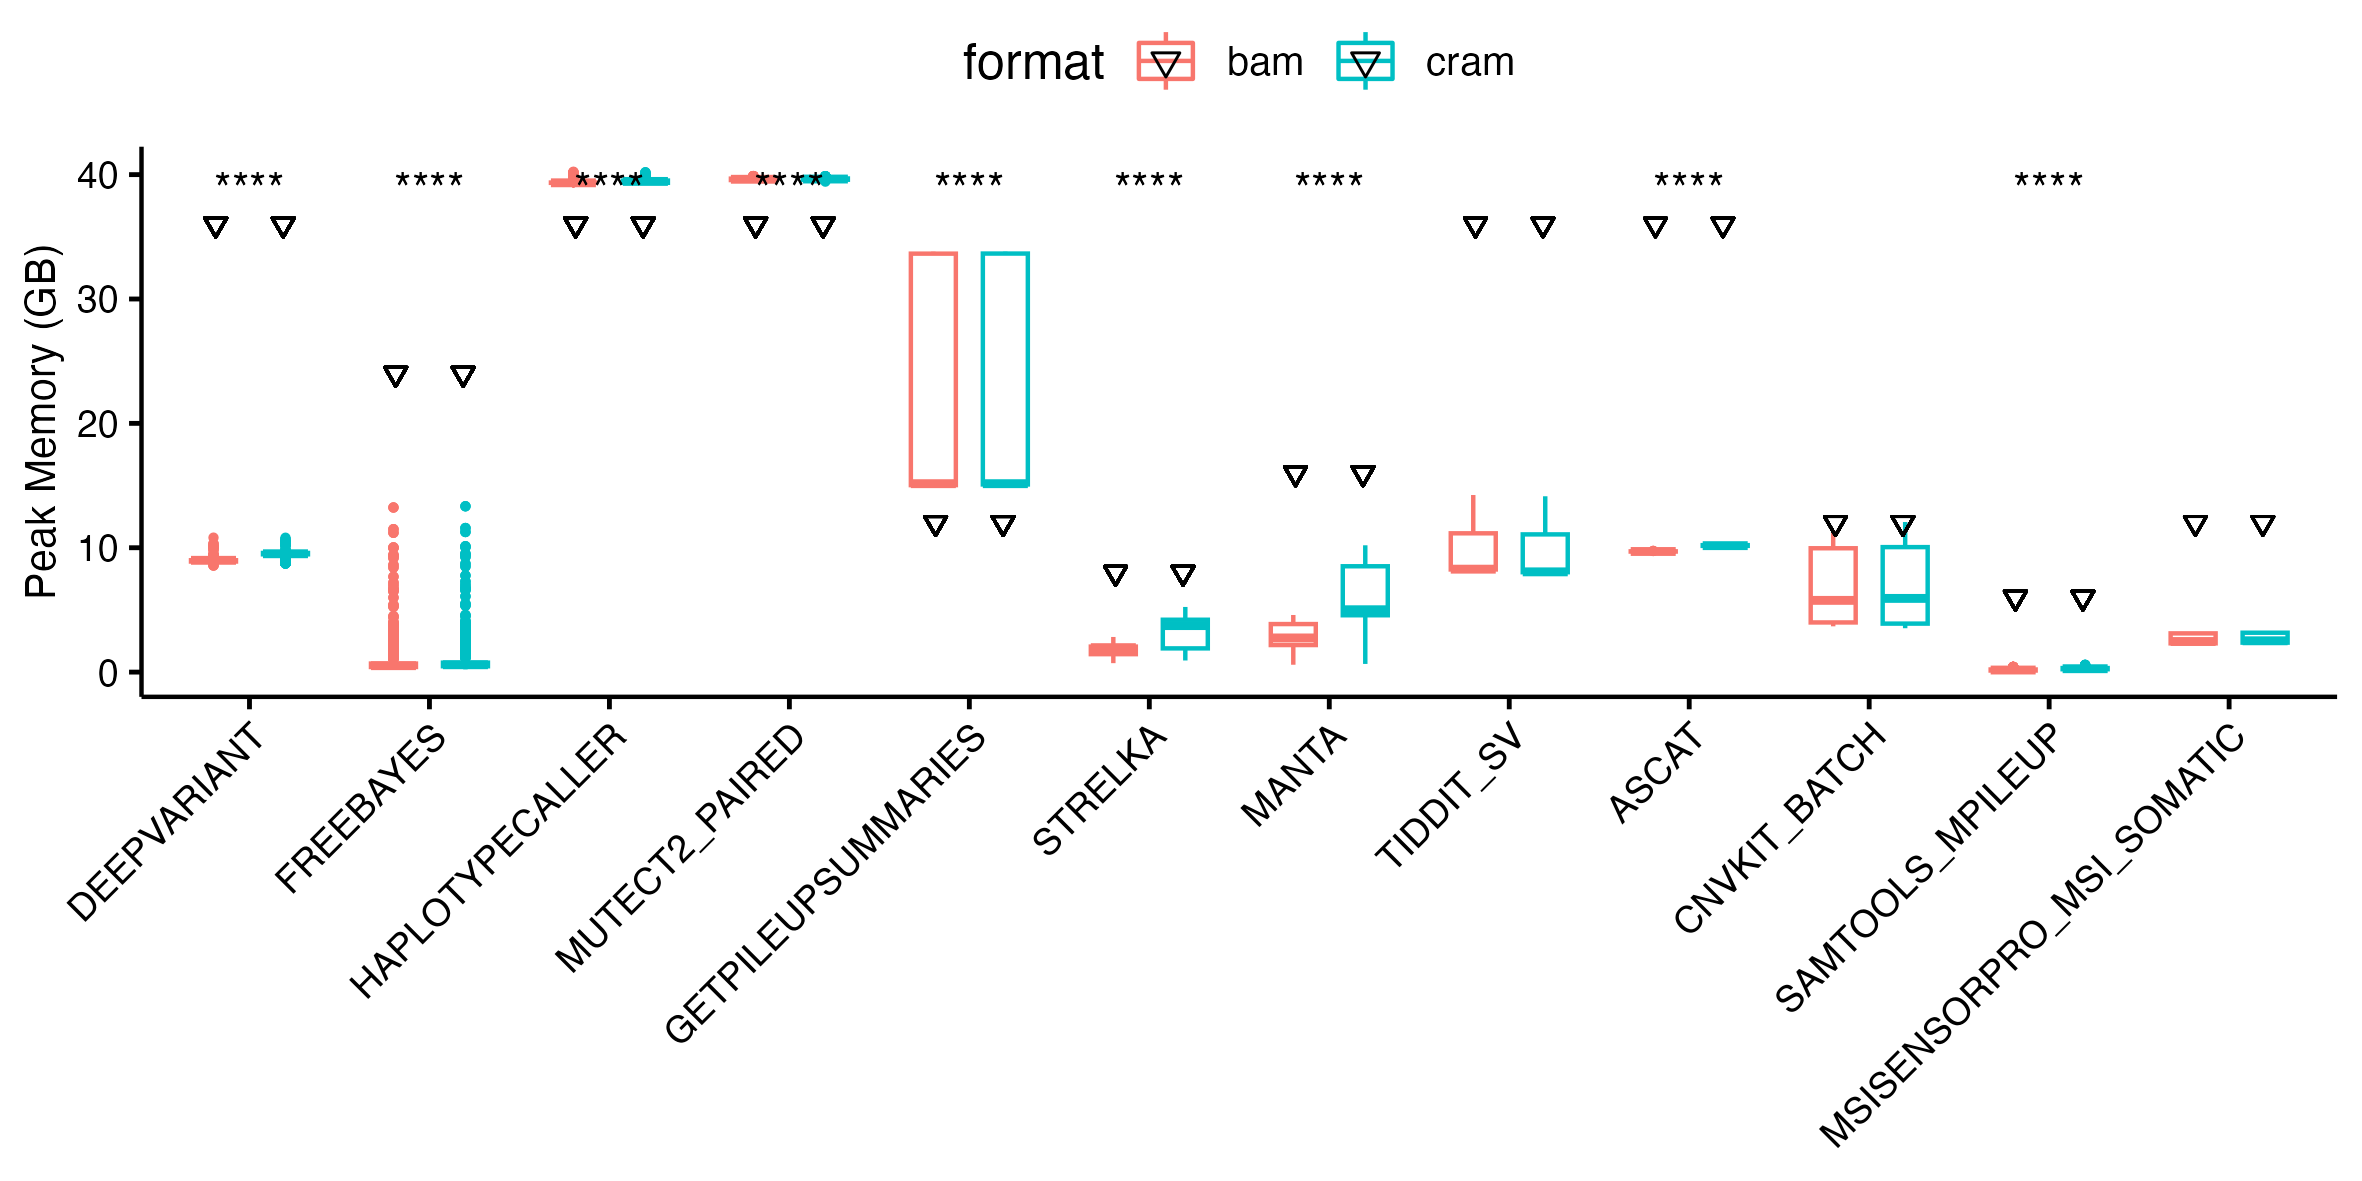 format bam cram
Peak Memory (GB)
40
30
20
10
0
**** **** **** **** **** **** **** **** ****
DEEPVARIANT
FREEBAYES
HAPLOTYPECALLER
MUTECT2_PAIRED
GETPILEUPSUMMARIES
STRELKA
MANTA
TIDDIT_SV
ASCAT
CNVKIT_BATCH
SAMTOOLS_MPILEUP
MSISENSORPRO_MSI_SOMATIC